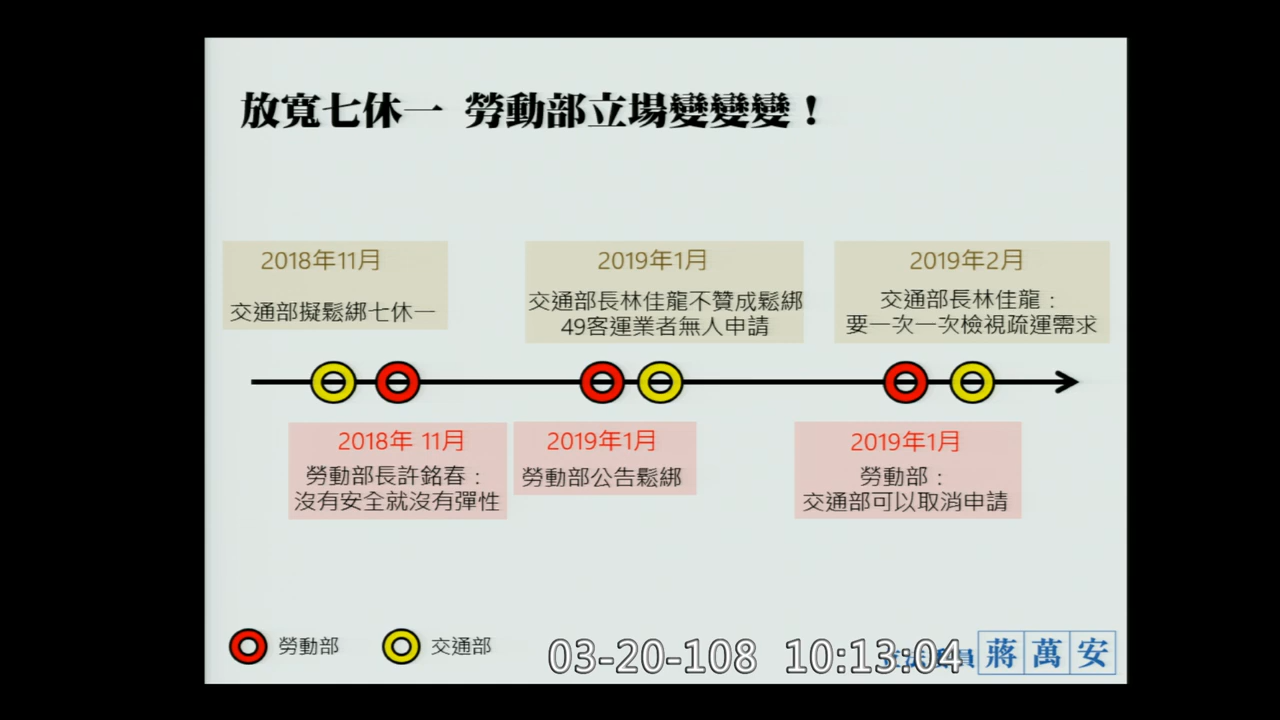 放寬七休一 勞動部立場變變變！
2018年11月
交通部擬鬆綁七休一
2019年1月
交通部長林佳龍不贊成鬆綁
49客運業者無人申請
2019年2月
交通部長林佳龍：
要一次一次檢視疏運需求
2018年 11月
勞動部長許銘春：
沒有安全就沒有彈性
2019年1月
勞動部公告鬆綁
2019年1月
勞動部：
交通部可以取消申請
勞動部
交通部
03-20-108 10:13:04
員 蔣萬安